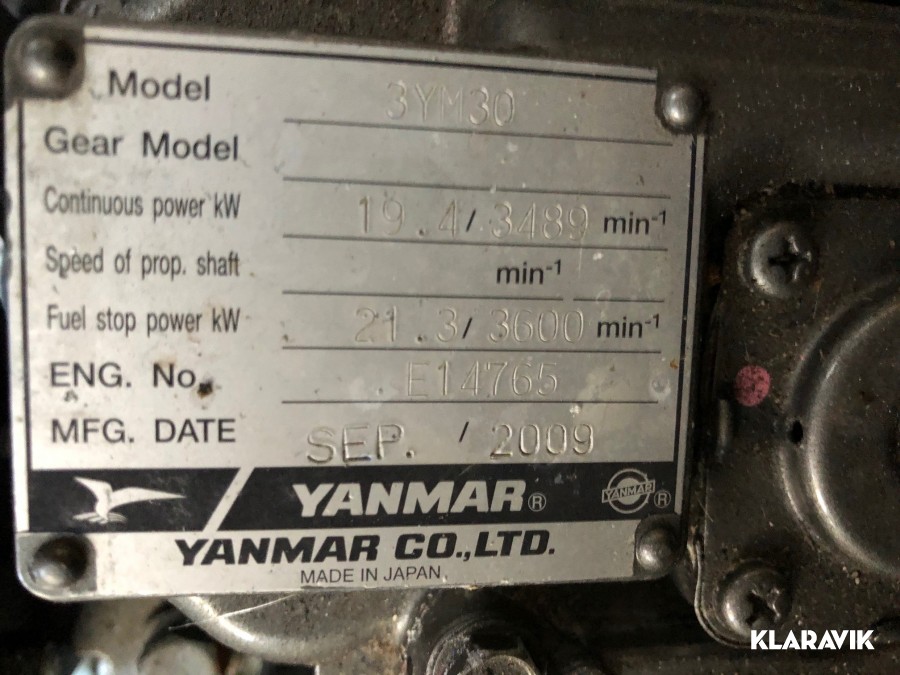 Model 3YM30
Gear Model
Continuous power kW 19.4/3489 min-1
Speed of prop. shaft min-1
Fuel stop power kW 21.3/3600 min-1
ENG. No. E14765
MFG. DATE SEP. / 2009
YANMAR® YANMAR ®
YANMAR CO.,LTD.
MADE IN JAPAN
KLARAVIK